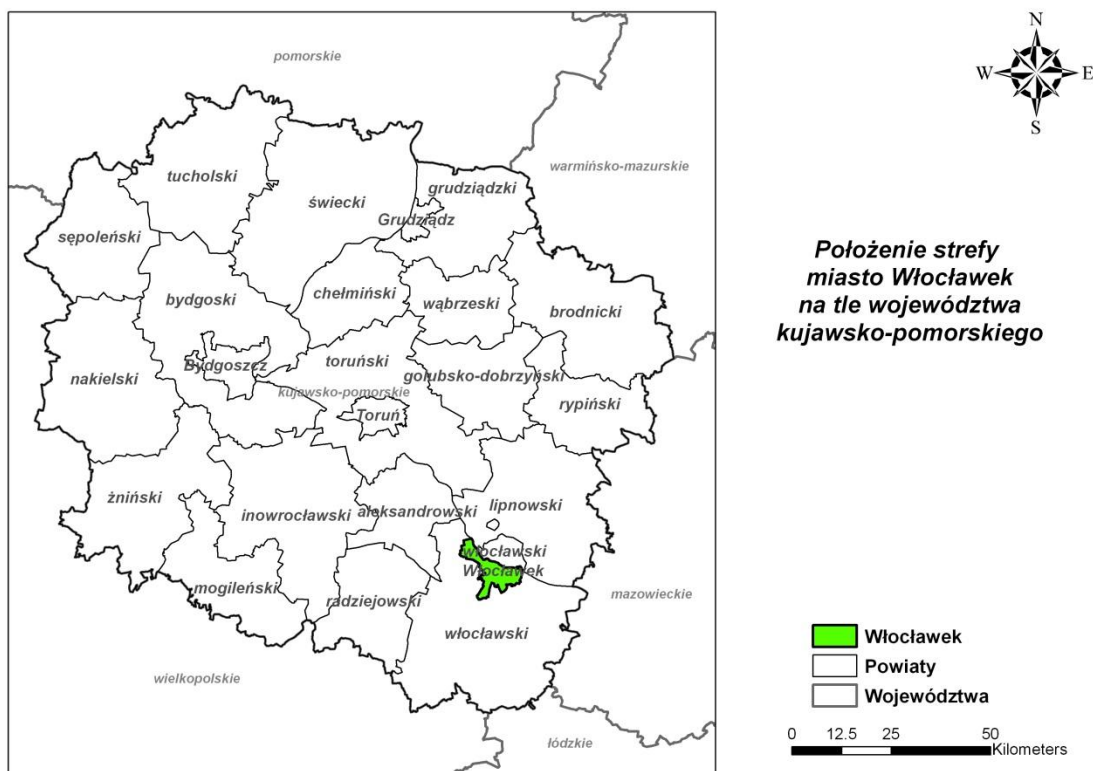 pomorskie
N
W
E
S
warmińsko-mazurskie
tucholski
grudziądzki
świecki
Grudziądz
sępoleński
Położenie strefy
miasto Włocławek
na tle województwa
kujawsko-pomorskiego
chełmiński
bydgoski
wąbrzeski
brodnicki
toruński
Bydgoszcz
nakielski
golubsko-dobrzyński
kujawsko-pomorskie
rypiński
Toruń
żniński
lipnowski
inowrocławski
aleksandrowski
włocławski
Włocławek
mogileński
radziejowski
mazowieckie
włocławski
wielkopolskie
łódzkie
Włocławek
Powiaty
Województwa
0 12.5 25 50
Kilometers